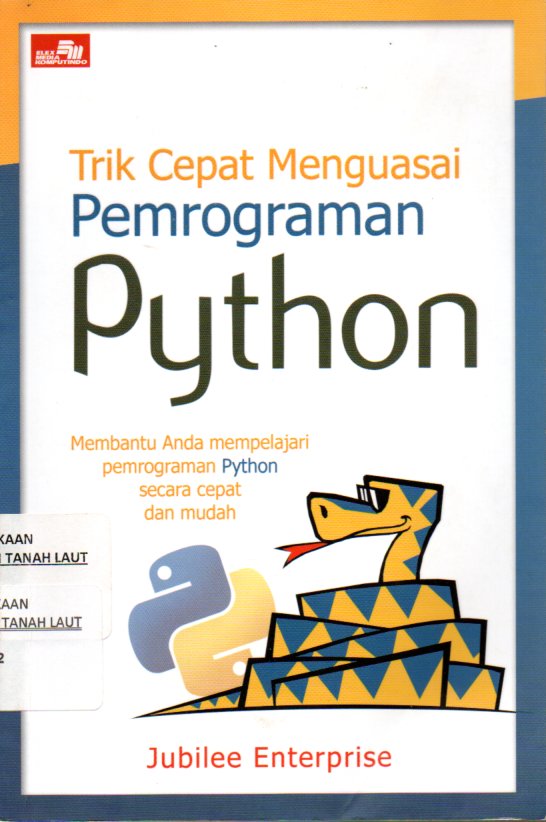 ELEX
MEDIA
KOMPUTINDO
Trik Cepat Menguasai
Pemrograman
Python
Membantu Anda mempelajari
pemrograman Python
secara cepat
dan mudah
KAAN
TANAH LAUT
KAAN
TANAH LAUT
2
Jubilee Enterprise